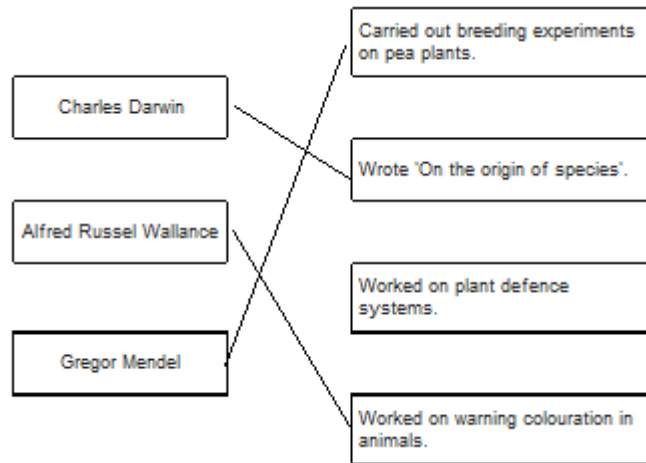 Charles Darwin
Alfred Russel Wallance
Gregor Mendel
Carried out breeding experiments
on pea plants.
Wrote 'On the origin of species'.
Worked on plant defence
systems.
Worked on warning colouration in
animals.